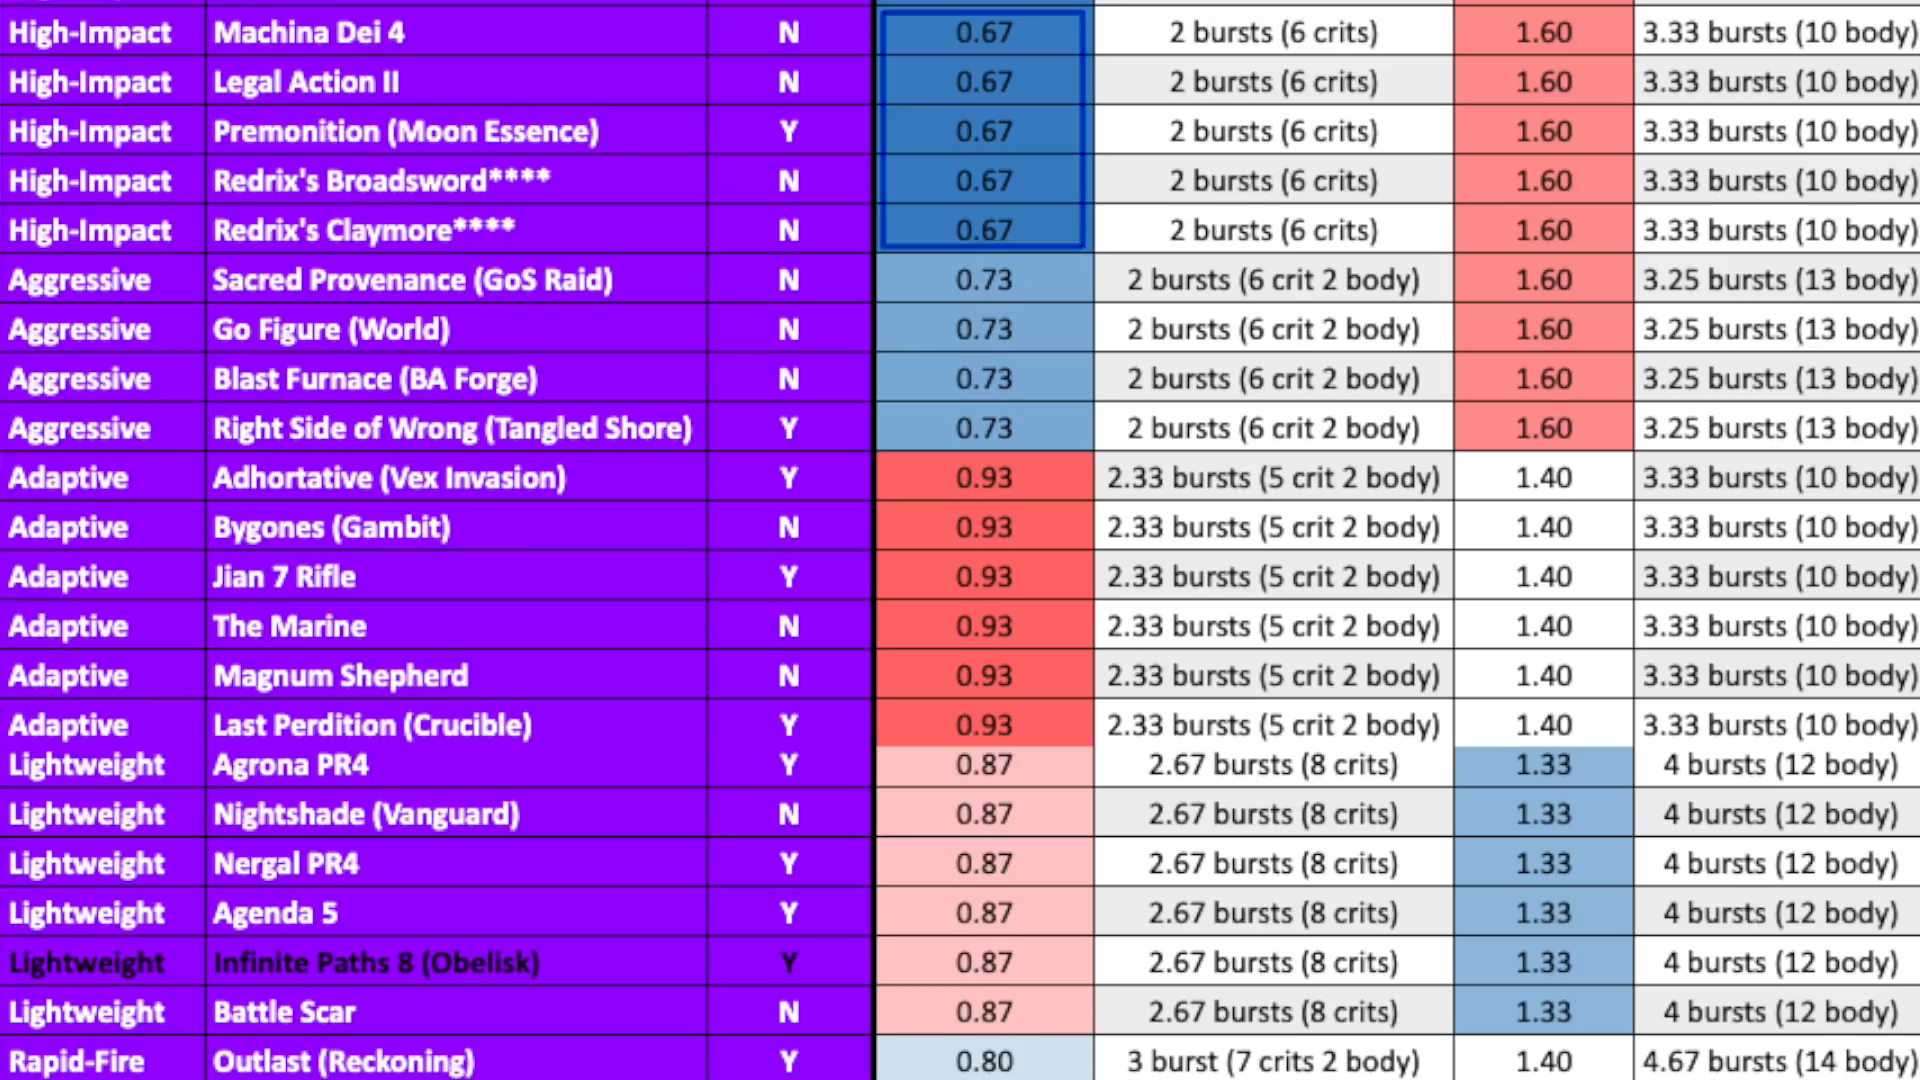 High-Impact Machina Dei 4 N 0.67 2 bursts (6 crits) 1.60 3.33 bursts (10 body)
High-Impact Legal Action II N 0.67 2 bursts (6 crits) 1.60 3.33 bursts (10 body)
High-Impact Premonition (Moon Essence) Y 0.67 2 bursts (6 crits) 1.60 3.33 bursts (10 body)
High-Impact Redrix's Broadsword**** N 0.67 2 bursts (6 crits) 1.60 3.33 bursts (10 body)
High-Impact Redrix's Claymore**** N 0.67 2 bursts (6 crits) 1.60 3.33 bursts (10 body)
Aggressive Sacred Provenance (GoS Raid) N 0.73 2 bursts (6 crit 2 body) 1.60 3.25 bursts (13 body)
Aggressive Go Figure (World) N 0.73 2 bursts (6 crit 2 body) 1.60 3.25 bursts (13 body)
Aggressive Blast Furnace (BA Forge) N 0.73 2 bursts (6 crit 2 body) 1.60 3.25 bursts (13 body)
Aggressive Right Side of Wrong (Tangled Shore) Y 0.73 2 bursts (6 crit 2 body) 1.60 3.25 bursts (13 body)
Adaptive Adhortative (Vex Invasion) Y 0.93 2.33 bursts (5 crit 2 body) 1.40 3.33 bursts (10 body)
Adaptive Bygones (Gambit) N 0.93 2.33 bursts (5 crit 2 body) 1.40 3.33 bursts (10 body)
Adaptive Jian 7 Rifle Y 0.93 2.33 bursts (5 crit 2 body) 1.40 3.33 bursts (10 body)
Adaptive The Marine N 0.93 2.33 bursts (5 crit 2 body) 1.40 3.33 bursts (10 body)
Adaptive Magnum Shepherd N 0.93 2.33 bursts (5 crit 2 body) 1.40 3.33 bursts (10 body)
Adaptive Last Perdition (Crucible) Y 0.93 2.33 bursts (5 crit 2 body) 1.40 3.33 bursts (10 body)
Lightweight Agrona PR4 Y 0.87 2.67 bursts (8 crits) 1.33 4 bursts (12 body)
Lightweight Nightshade (Vanguard) N 0.87 2.67 bursts (8 crits) 1.33 4 bursts (12 body)
Lightweight Nergal PR4 Y 0.87 2.67 bursts (8 crits) 1.33 4 bursts (12 body)
Lightweight Agenda 5 Y 0.87 2.67 bursts (8 crits) 1.33 4 bursts (12 body)
Lightweight Infinite Paths 8 (Obelisk) Y 0.87 2.67 bursts (8 crits) 1.33 4 bursts (12 body)
Lightweight Battle Scar N 0.87 2.67 bursts (8 crits) 1.33 4 bursts (12 body)
Rapid-Fire Outlast (Reckoning) Y 0.80 3 burst (7 crits 2 body) 1.40 4.67 bursts (14 body)